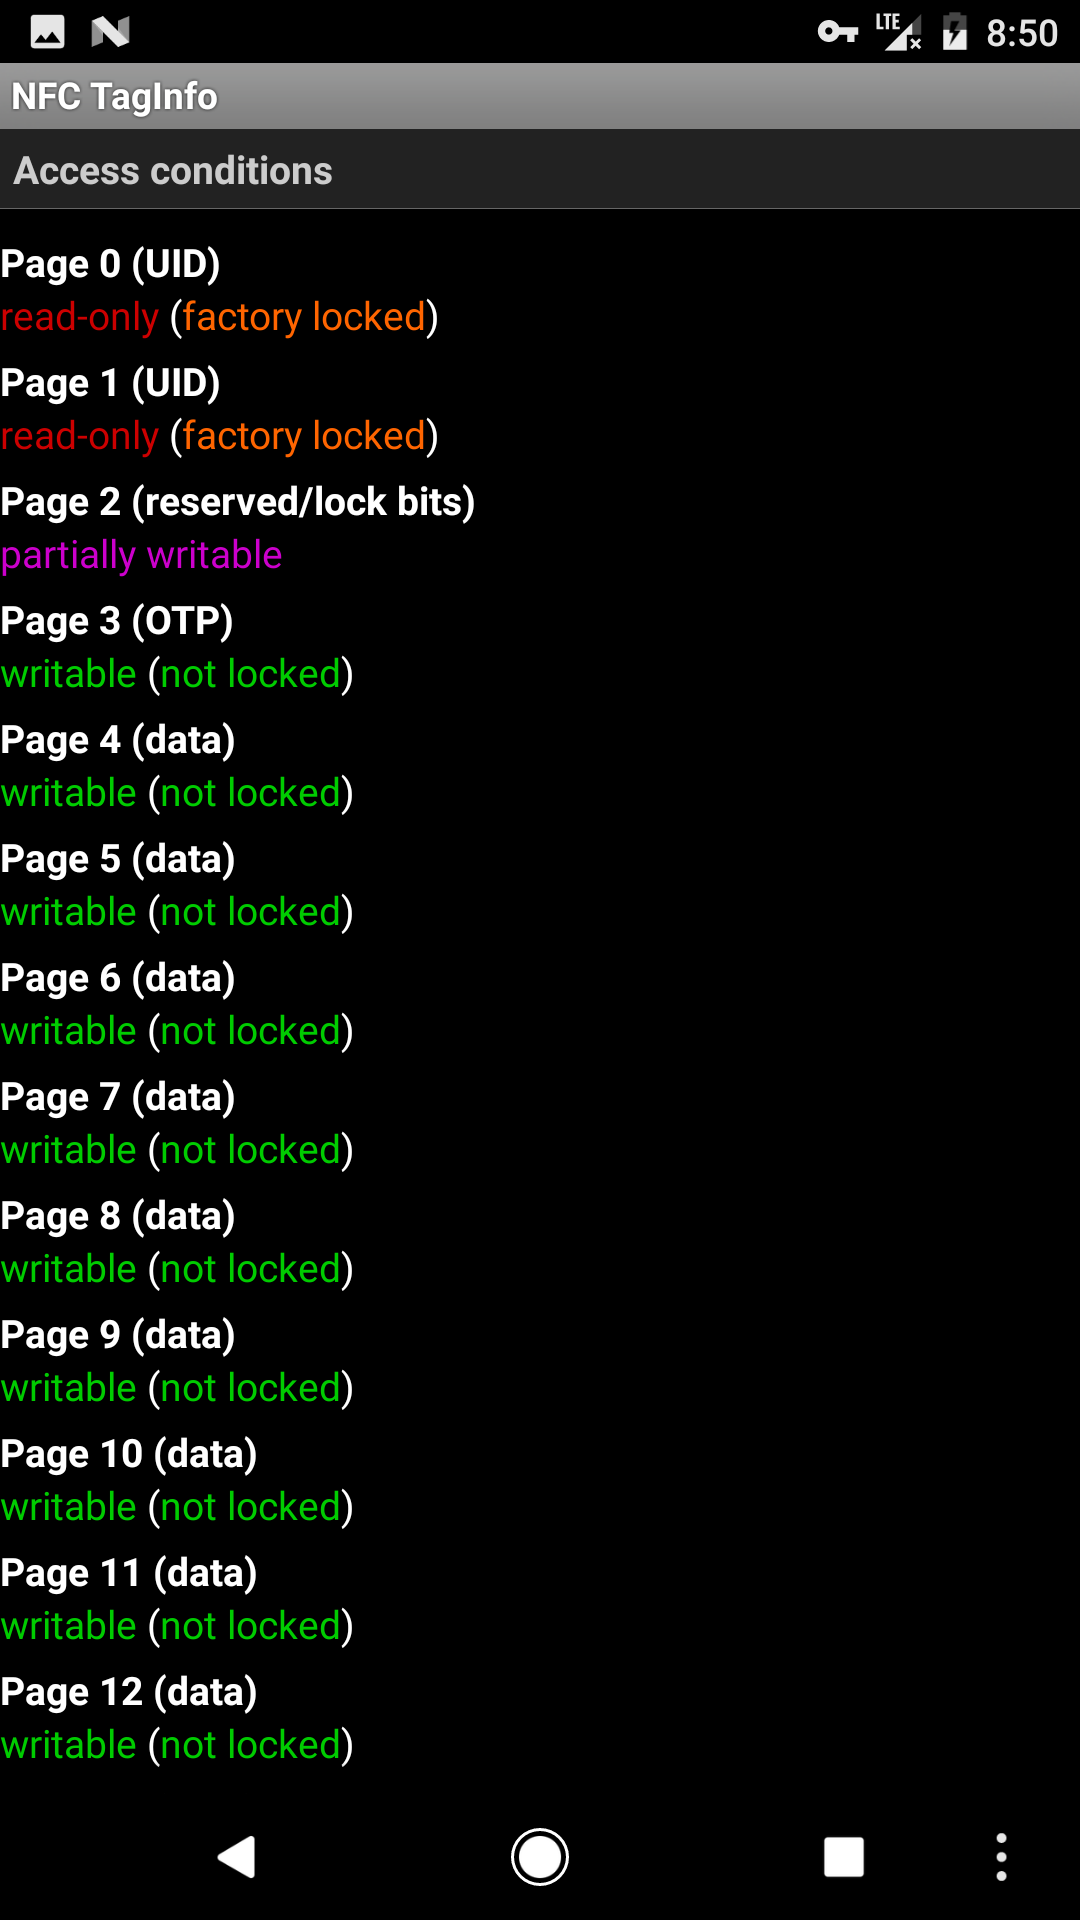 LTE 8:50
NFC TagInfo
Access conditions
Page 0 (UID)
read-only (factory locked)
Page 1 (UID)
read-only (factory locked)
Page 2 (reserved/lock bits)
partially writable
Page 3 (OTP)
writable (not locked)
Page 4 (data)
writable (not locked)
Page 5 (data)
writable (not locked)
Page 6 (data)
writable (not locked)
Page 7 (data)
writable (not locked)
Page 8 (data)
writable (not locked)
Page 9 (data)
writable (not locked)
Page 10 (data)
writable (not locked)
Page 11 (data)
writable (not locked)
Page 12 (data)
writable (not locked)